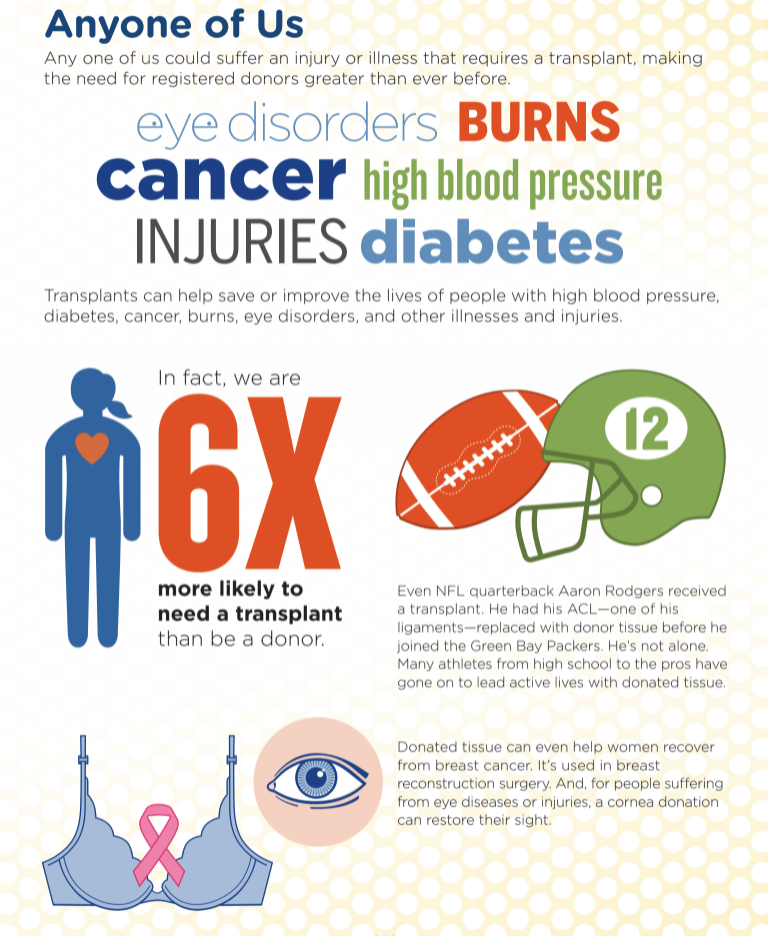 Anyone of Us
Any one of us could suffer an injury or illness that requires a transplant, making
the need for registered donors greater than ever before.
eye disorders BURNS
cancer high blood pressure
INJURIES diabetes
Transplants can help save or improve the lives of people with high blood pressure,
diabetes, cancer, burns, eye disorders, and other illnesses and injuries.
In fact, we are
6X
more likely to
need a transplant
than be a donor.
12
Even NFL quarterback Aaron Rodgers received
a transplant. He had his ACL—one of his
ligaments—replaced with donor tissue before he
joined the Green Bay Packers. He's not alone.
Many athletes from high school to the pros have
gone on to lead active lives with donated tissue.
Donated tissue can even help women recover
from breast cancer. It's used in breast
reconstruction surgery. And, for people suffering
from eye diseases or injuries, a cornea donation
can restore their sight.